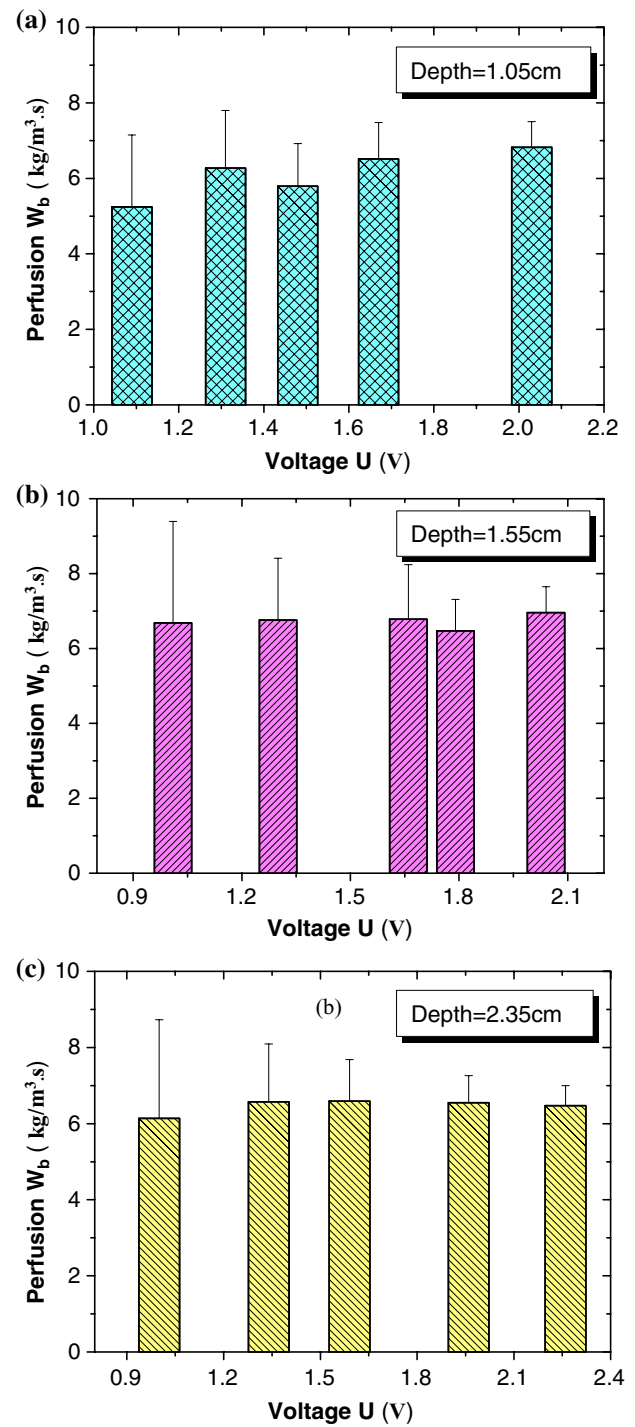 (a)
10
8
6
4
2
0
Perfusion W_b ( kg/m³.s)
Depth=1.05cm
1.0 1.2 1.4 1.6 1.8 2.0 2.2
Voltage U (V)
(b)
10
8
6
4
2
0
Perfusion W_b ( kg/m³.s)
Depth=1.55cm
0.9 1.2 1.5 1.8 2.1
Voltage U (V)
(c)
10
8
6
4
2
0
Perfusion W_b ( kg/m³.s)
(b)
Depth=2.35cm
0.9 1.2 1.5 1.8 2.1 2.4
Voltage U (V)